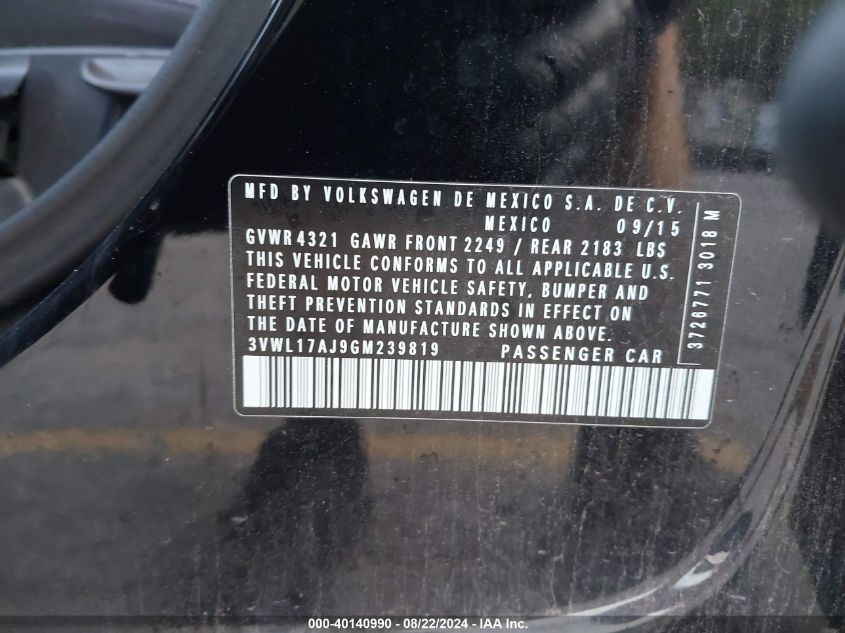 MFD BY VOLKSWAGEN DE MEXICO S.A. DE C.V.
MEXICO 09/15
GVWR 4321 GAWR FRONT 2249 / REAR 2183 LBS
THIS VEHICLE CONFORMS TO ALL APPLICABLE U.S.
FEDERAL MOTOR VEHICLE SAFETY, BUMPER AND
THEFT PREVENTION STANDARDS IN EFFECT ON
THE DATE OF MANUFACTURE SHOWN ABOVE.
3VWL17AJ9GM239819 PASSENGER CAR
3726771 3018 M
000-40140990 - 08/22/2024 - IAA Inc.